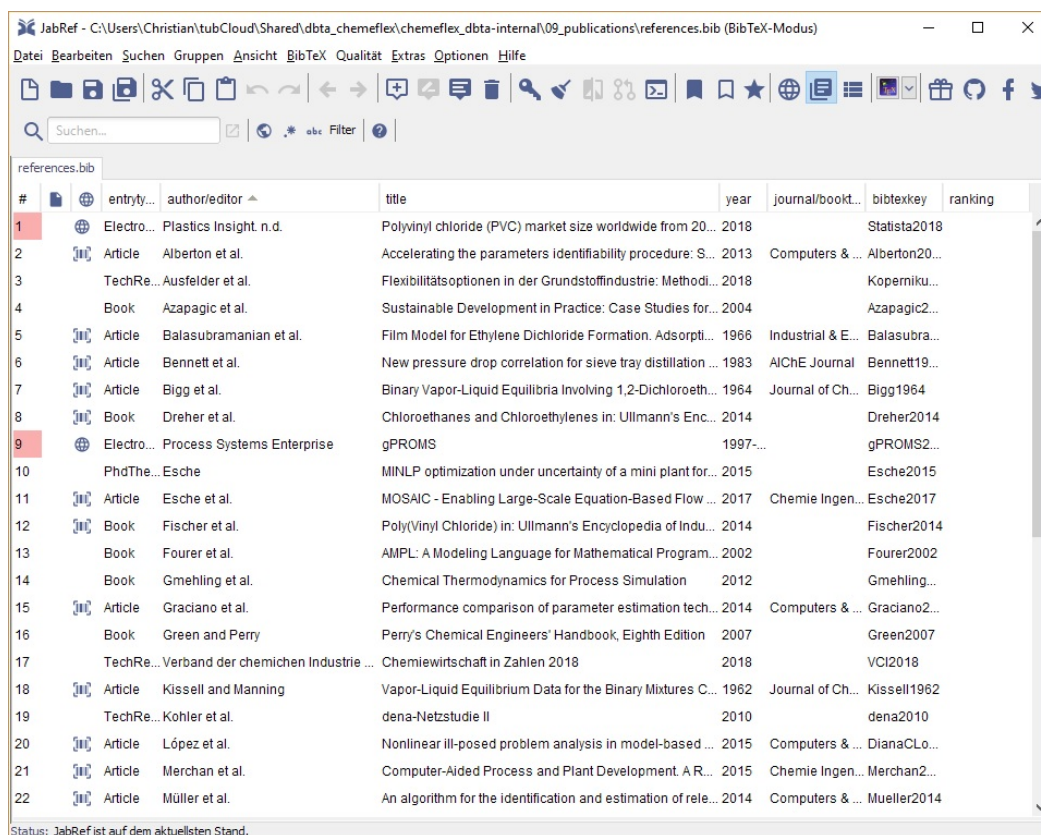 JabRef - C:\Users\Christian\tubCloud\Shared\dbta_chemeflex\chemeflex_dbta-internal\09_publications\references.bib (BibTeX-Modus)
Datei Bearbeiten Suchen Gruppen Ansicht BibTeX Qualität Extras Optionen Hilfe
Suchen... abc Filter
references.bib
# entryty... author/editor title year journal/bookt... bibtexkey ranking
1 Electro... Plastics Insight. n.d. Polyvinyl chloride (PVC) market size worldwide from 20... 2018 Statista2018
2 Article Alberton et al. Accelerating the parameters identifiability procedure: S... 2013 Computers & ... Alberton20...
3 TechRe... Ausfelder et al. Flexibilitätsoptionen in der Grundstoffindustrie: Methodi... 2018 Koperniku...
4 Book Azapagic et al. Sustainable Development in Practice: Case Studies for... 2004 Azapagic2...
5 Article Balasubramanian et al. Film Model for Ethylene Dichloride Formation. Adsorpti... 1966 Industrial & E... Balasubra...
6 Article Bennett et al. New pressure drop correlation for sieve tray distillation ... 1983 AIChE Journal Bennett19...
7 Article Bigg et al. Binary Vapor-Liquid Equilibria Involving 1,2-Dichloroeth... 1964 Journal of Ch... Bigg1964
8 Book Dreher et al. Chloroethanes and Chloroethylenes in: Ullmann's Enc... 2014 Dreher2014
9 Electro... Process Systems Enterprise gPROMS 1997-... gPROMS2...
10 PhdThe... Esche MINLP optimization under uncertainty of a mini plant for... 2015 Esche2015
11 Article Esche et al. MOSAIC - Enabling Large-Scale Equation-Based Flow ... 2017 Chemie Ingen... Esche2017
12 Book Fischer et al. Poly(Vinyl Chloride) in: Ullmann's Encyclopedia of Indu... 2014 Fischer2014
13 Book Fourer et al. AMPL: A Modeling Language for Mathematical Program... 2002 Fourer2002
14 Book Gmehling et al. Chemical Thermodynamics for Process Simulation 2012 Gmehling...
15 Article Graciano et al. Performance comparison of parameter estimation tech... 2014 Computers & ... Graciano2...
16 Book Green and Perry Perry's Chemical Engineers' Handbook, Eighth Edition 2007 Green2007
17 TechRe... Verband der chemichen Industrie ... Chemiewirtschaft in Zahlen 2018 2018 VCI2018
18 Article Kissell and Manning Vapor-Liquid Equilibrium Data for the Binary Mixtures C... 1962 Journal of Ch... Kissell1962
19 TechRe... Kohler et al. dena-Netzstudie II 2010 dena2010
20 Article López et al. Nonlinear ill-posed problem analysis in model-based ... 2015 Computers & ... DianaCLo...
21 Article Merchan et al. Computer-Aided Process and Plant Development. A R... 2015 Chemie Ingen... Merchan2...
22 Article Müller et al. An algorithm for the identification and estimation of rele... 2014 Computers & ... Mueller2014
Status: JabRef ist auf dem aktuellsten Stand.